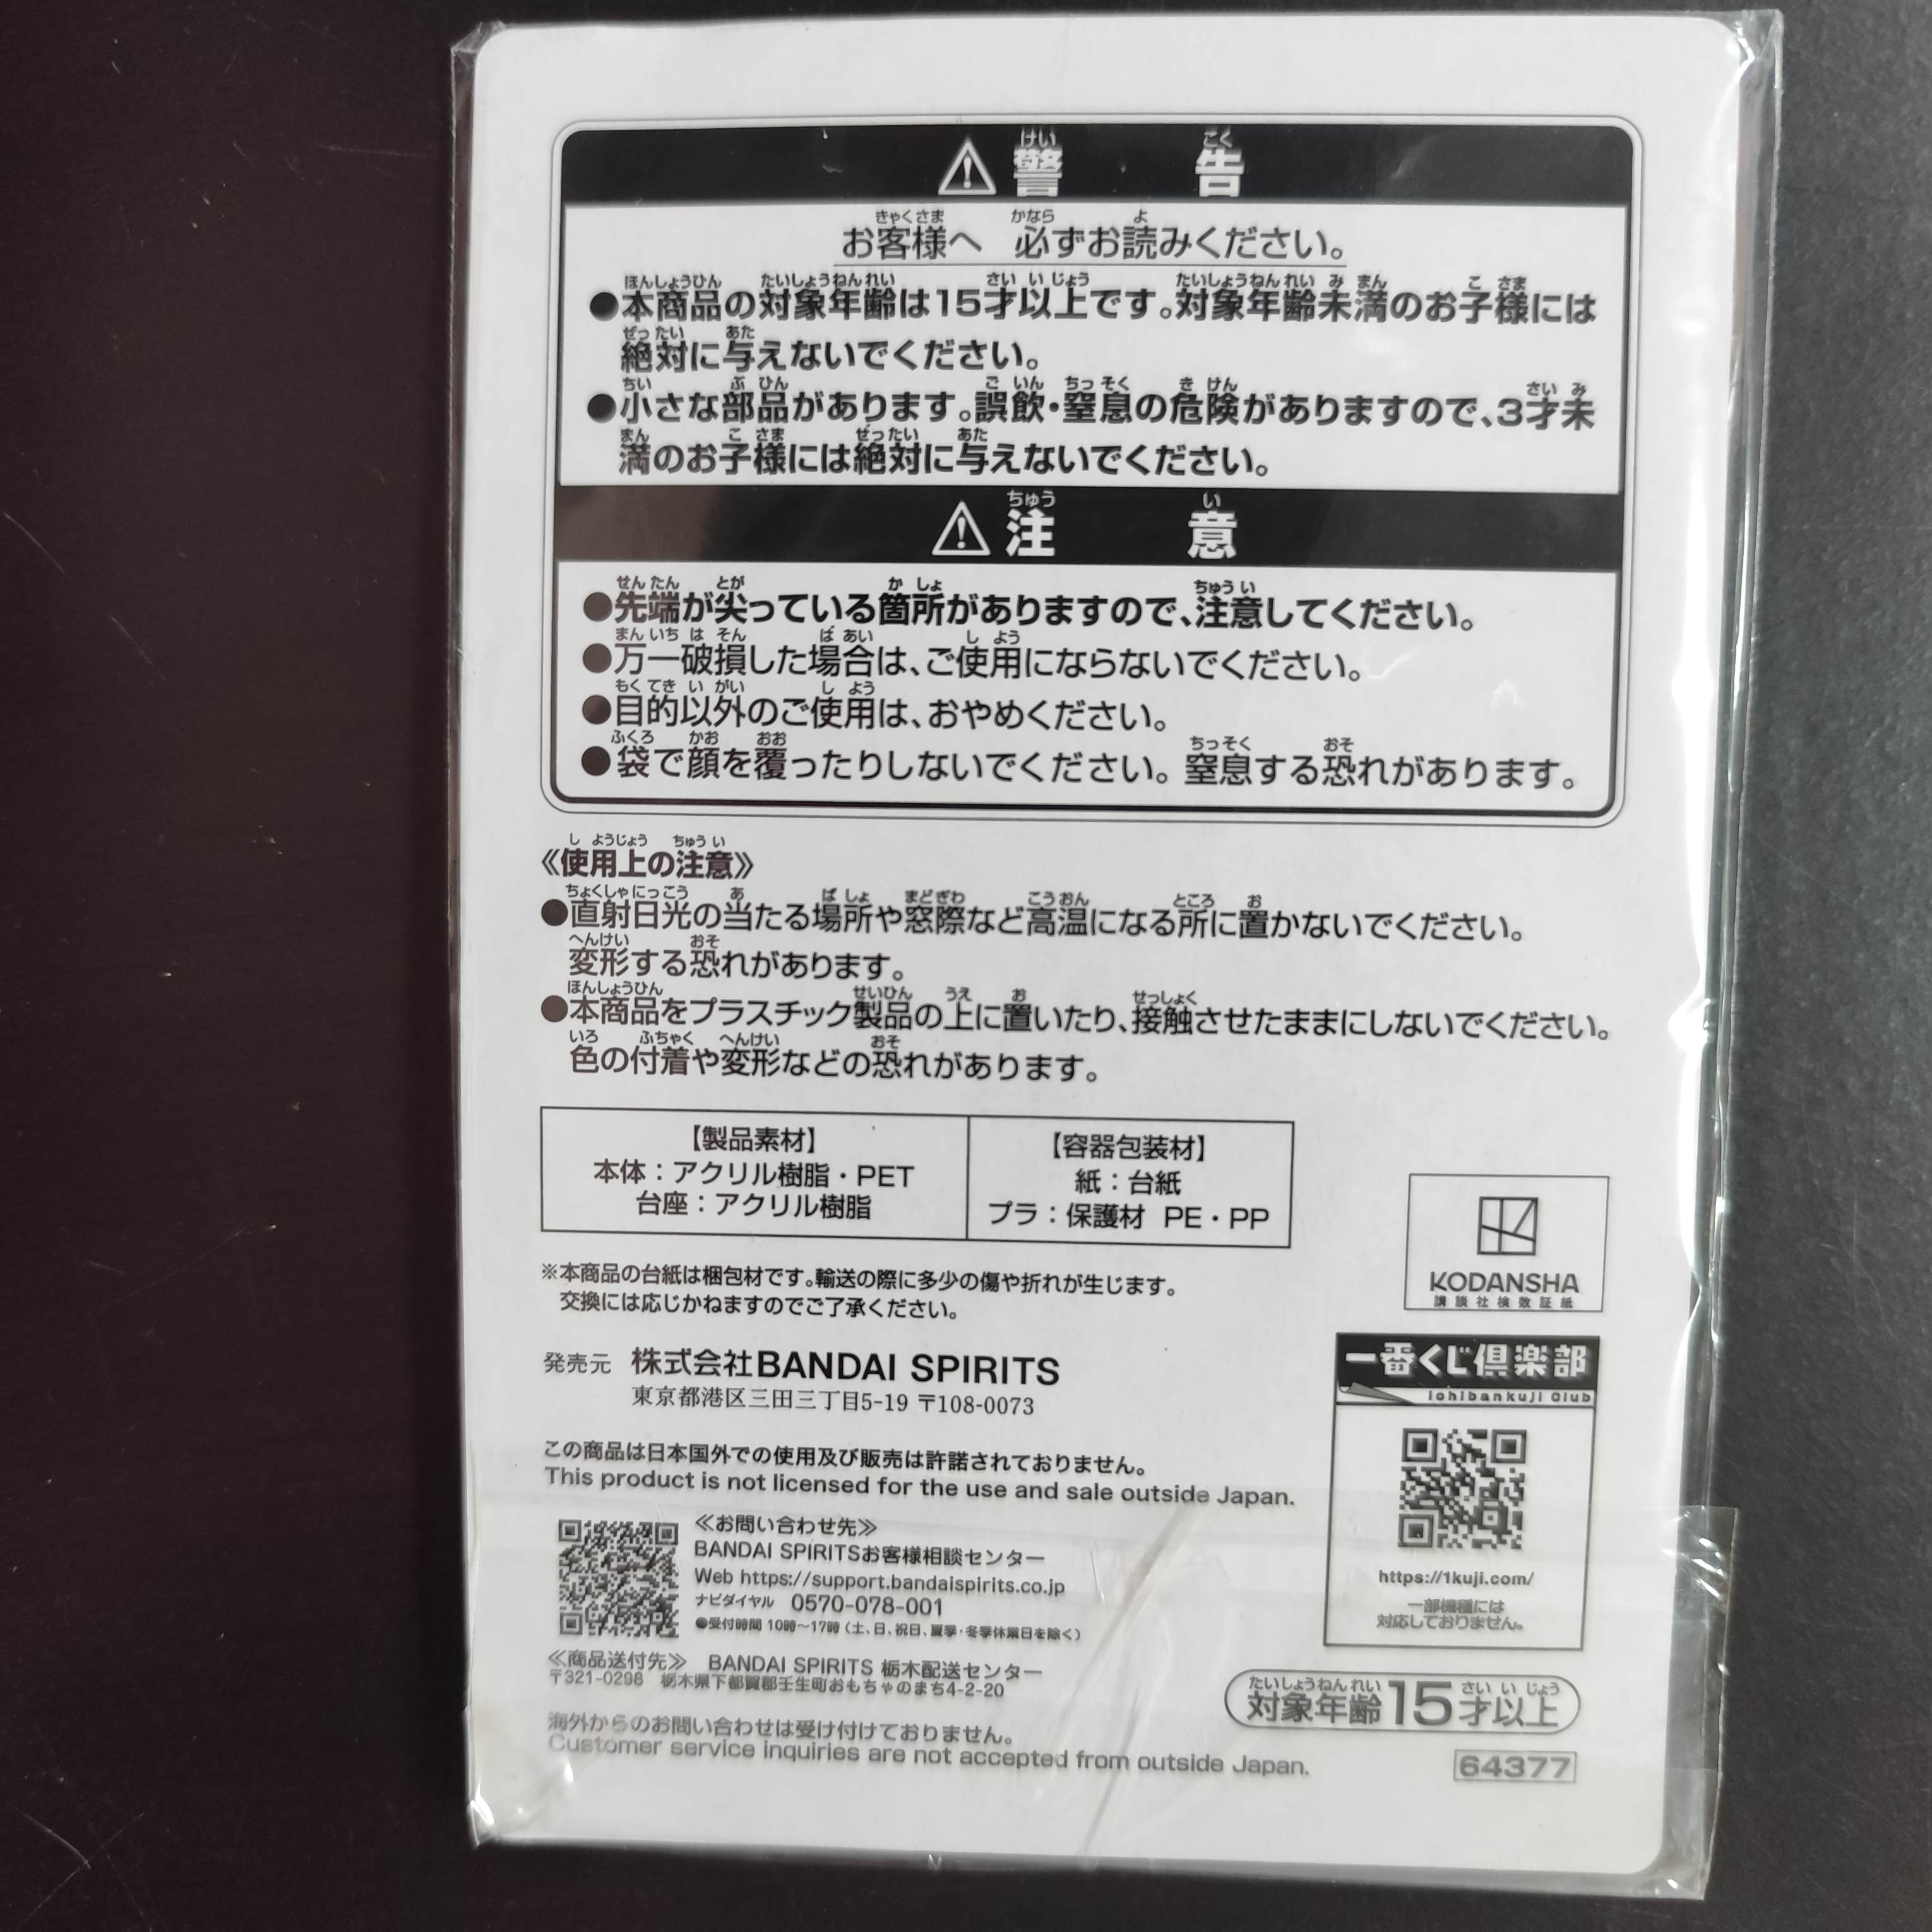 警告
お客様へ 必ずお読みください。
●本商品の対象年齢は15才以上です。対象年齢未満のお子様には
絶対に与えないでください。
●小さな部品があります。誤飲・窒息の危険がありますので、3才未
満のお子様には絶対に与えないでください。
注意
●先端が尖っている箇所がありますので、注意してください。
●万一破損した場合は、ご使用にならないでください。
●目的以外のご使用は、おやめください。
●袋で顔を覆ったりしないでください。窒息する恐れがあります。
《使用上の注意》
●直射日光の当たる場所や窓際など高温になる所に置かないでください。
変形する恐れがあります。
●本商品をプラスチック製品の上に置いたり、接触させたままにしないでください。
色の付着や変形などの恐れがあります。
【製品素材】
本体：アクリル樹脂・PET
台座：アクリル樹脂
【容器包装材】
紙：台紙
プラ：保護材 PE・PP
※本商品の台紙は梱包材です。輸送の際に多少の傷や折れが生じます。
交換には応じかねますのでご了承ください。
KODANSHA
講談社検数証紙
発売元 株式会社BANDAI SPIRITS
東京都港区三田三丁目5-19 〒108-0073
この商品は日本国外での使用及び販売は許諾されておりません。
This product is not licensed for the use and sale outside Japan.
≪お問い合わせ先≫
BANDAI SPIRITSお客様相談センター
Web https://support.bandaispirits.co.jp
ナビダイヤル 0570-078-001
●受付時間 10時～17時（土、日、祝日、夏季・冬季休業日を除く）
≪商品送付先≫ BANDAI SPIRITS 栃木配送センター
〒321-0298 栃木県下都賀郡壬生町おもちゃのまち4-2-20
海外からのお問い合わせは受け付けておりません。
Customer service inquiries are not accepted from outside Japan.
一番くじ倶楽部
Ichibankuji Club
https://1kuji.com/
一部機種には
対応しておりません。
対象年齢15才以上
64377